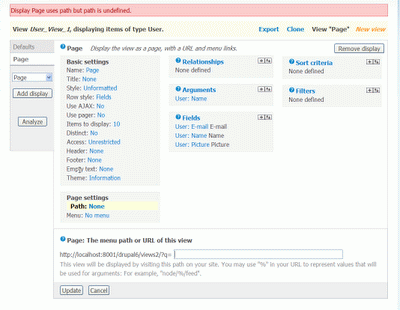 Display Page uses path but path is undefined.
View User_View_1, displaying items of type User.
Export Clone View "Page" New view
Defaults
Page
Page
Add display
Analyze
Page Display the view as a page, with a URL and menu links.
Remove display
Basic settings
Name: Page
Title: None
Style: Unformatted
Row style: Fields
Use AJAX: No
Use pager: No
Items to display: 10
Distinct: No
Access: Unrestricted
Header: None
Footer: None
Empty text: None
Theme: Information
Page settings
Path: None
Menu: No menu
Relationships
None defined
Arguments
User: Name
Fields
User: E-mail E-mail
User: Name Name
User: Picture Picture
Sort criteria
None defined
Filters
None defined
Page: The menu path or URL of this view
http://localhost:8001/drupal6/views2/?q=
This view will be displayed by visiting this path on your site. You may use "%" in your URL to represent values that will
be used for arguments: For example, "node/%/feed".
Update Cancel